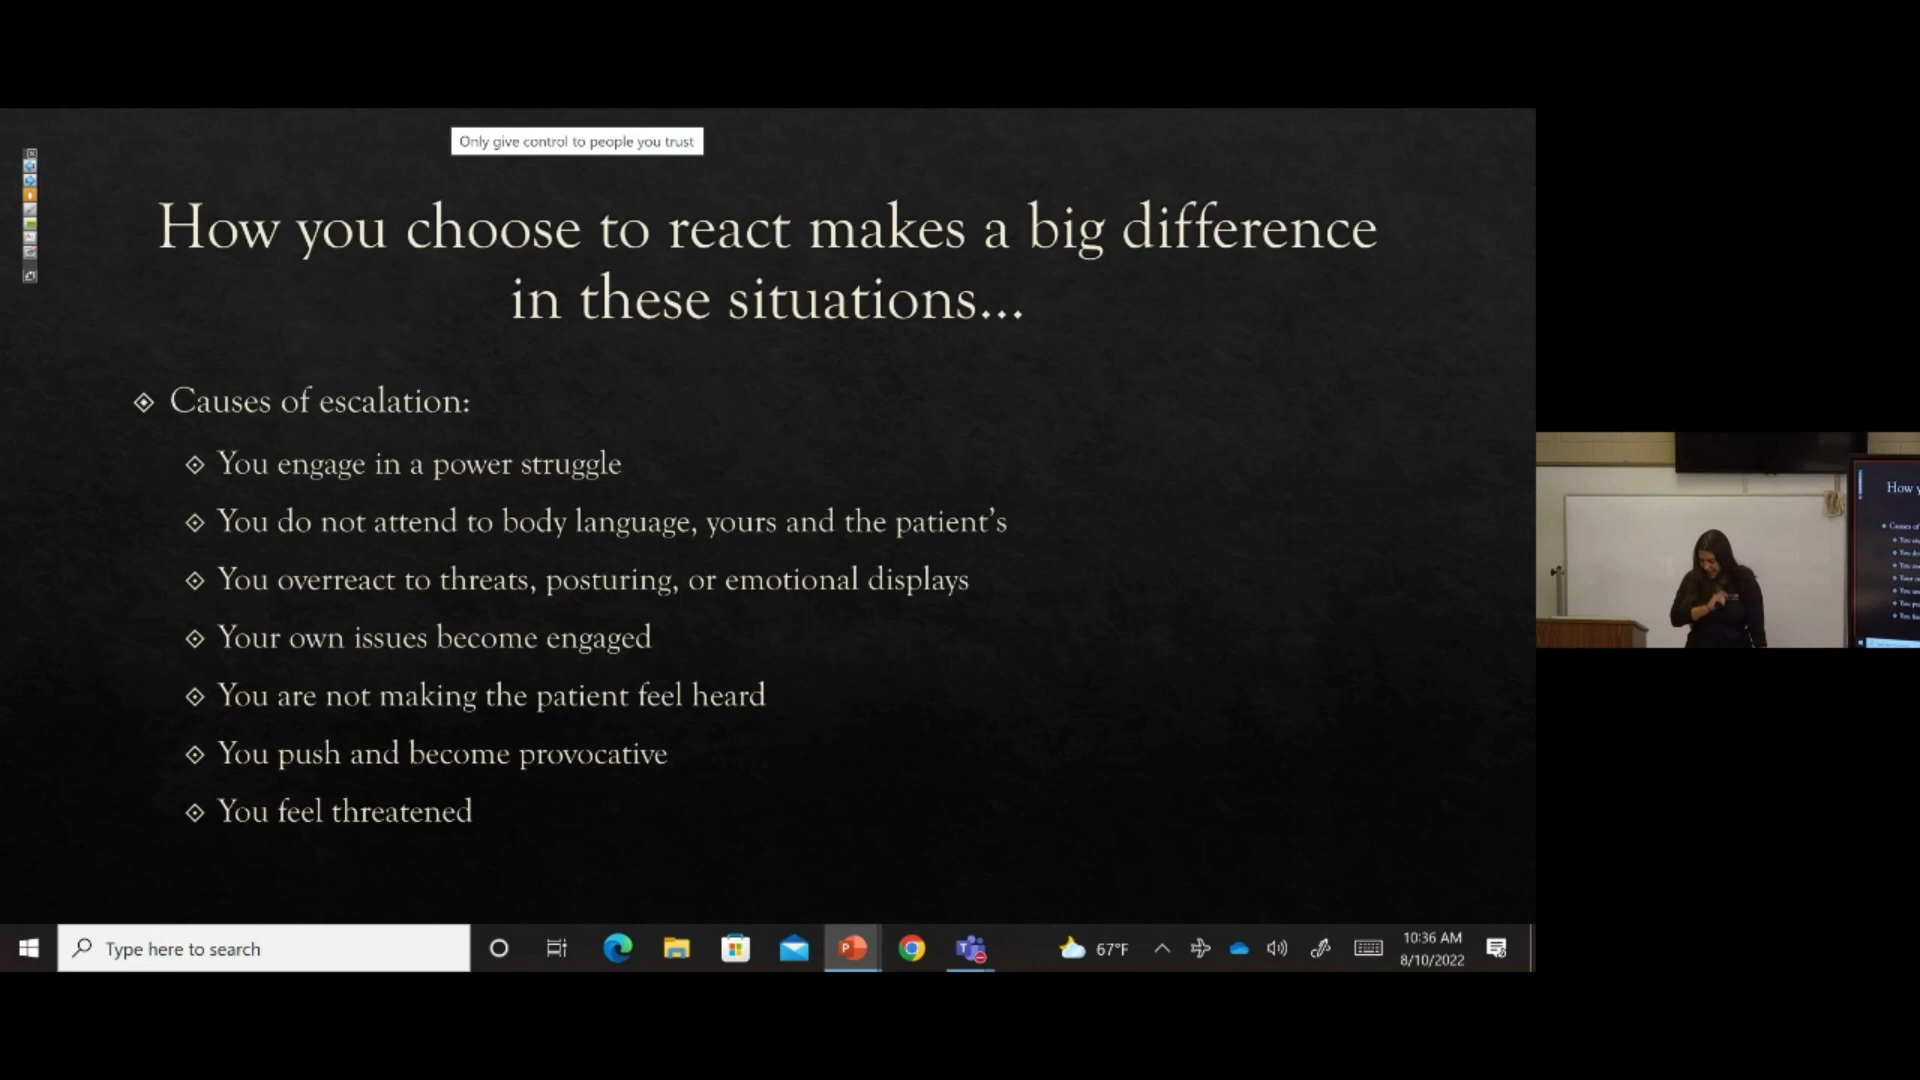 Only give control to people you trust
How you choose to react makes a big difference
in these situations...
Causes of escalation:
You engage in a power struggle
You do not attend to body language, yours and the patient's
You overreact to threats, posturing, or emotional displays
Your own issues become engaged
You are not making the patient feel heard
You push and become provocative
You feel threatened
Type here to search
67°F
10:36 AM
8/10/2022
How y
Causes of